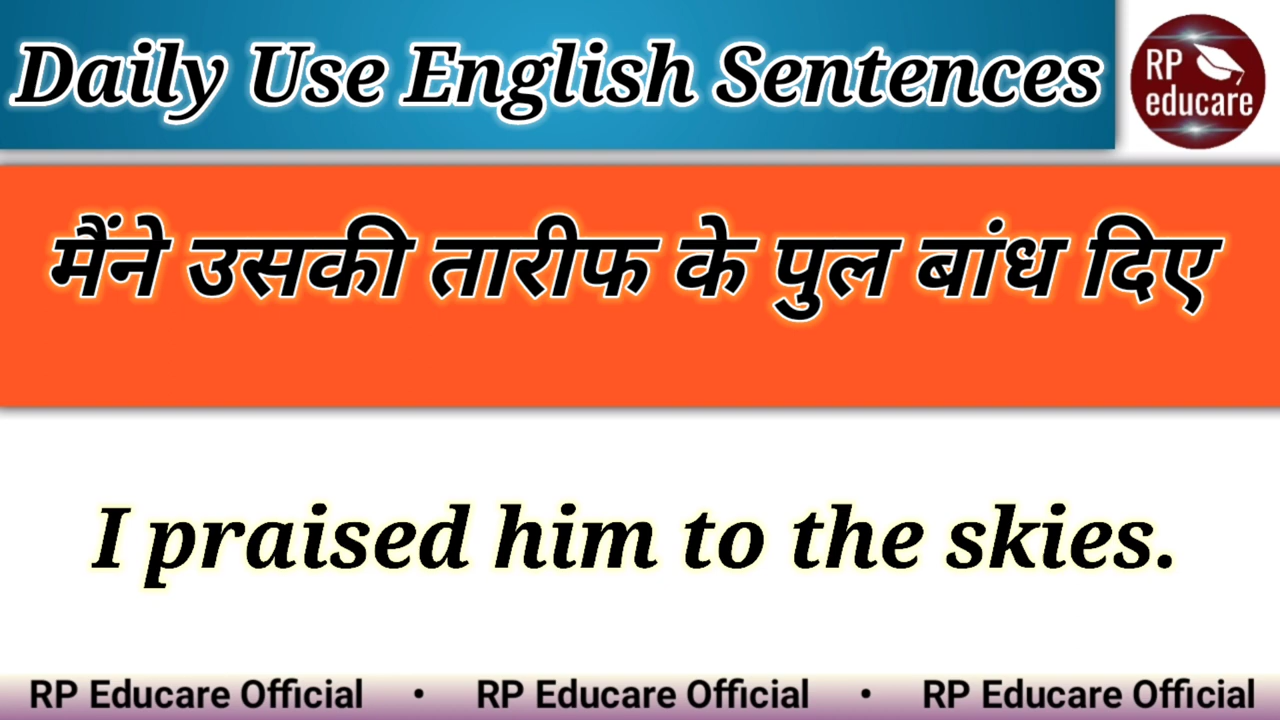 Daily Use English Sentences
RP
educare
मैंने उसकी तारीफ के पुल बांध दिए
I praised him to the skies.
RP Educare Official • RP Educare Official • RP Educare Official